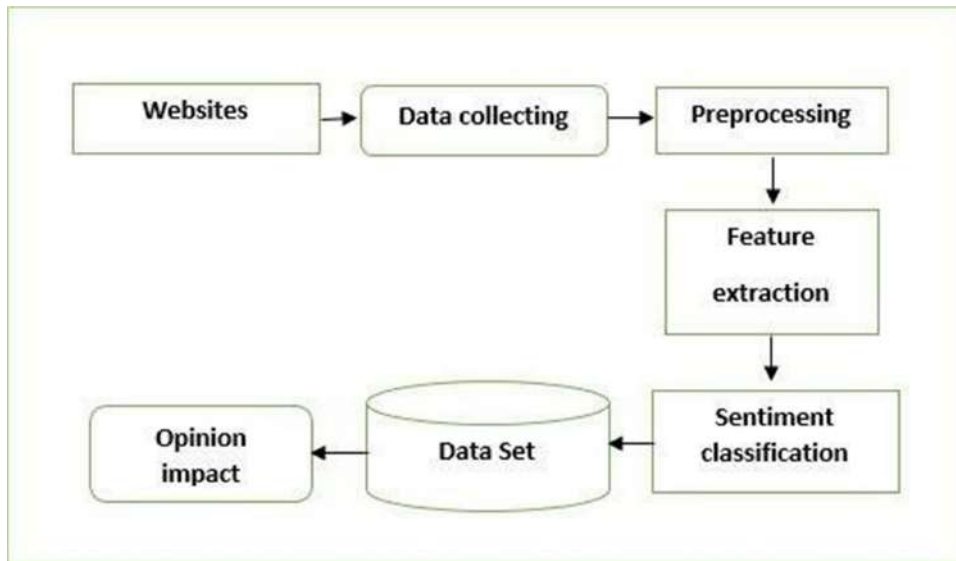 Websites
Data collecting
Preprocessing
Feature
extraction
Sentiment
classification
Data Set
Opinion
impact